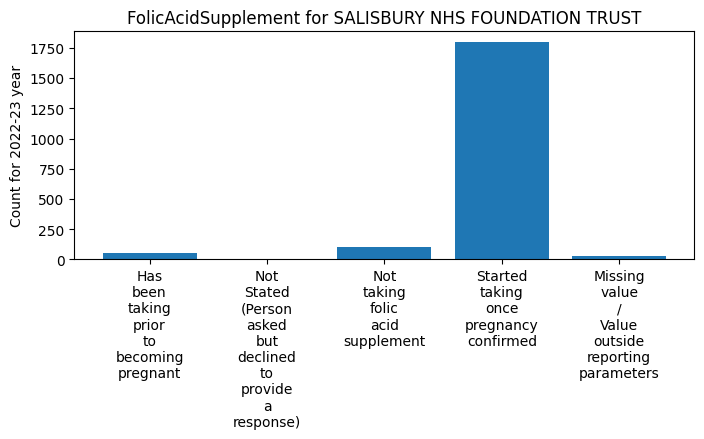 FolicAcidSupplement for SALISBURY NHS FOUNDATION TRUST
Count for 2022-23 year
1750
1500
1250
1000
750
500
250
0
Has
been
taking
prior
to
becoming
pregnant
Not
Stated
(Person
asked
but
declined
to
provide
a
response)
Not
taking
folic
acid
supplement
Started
taking
once
pregnancy
confirmed
Missing
value
/
Value
outside
reporting
parameters